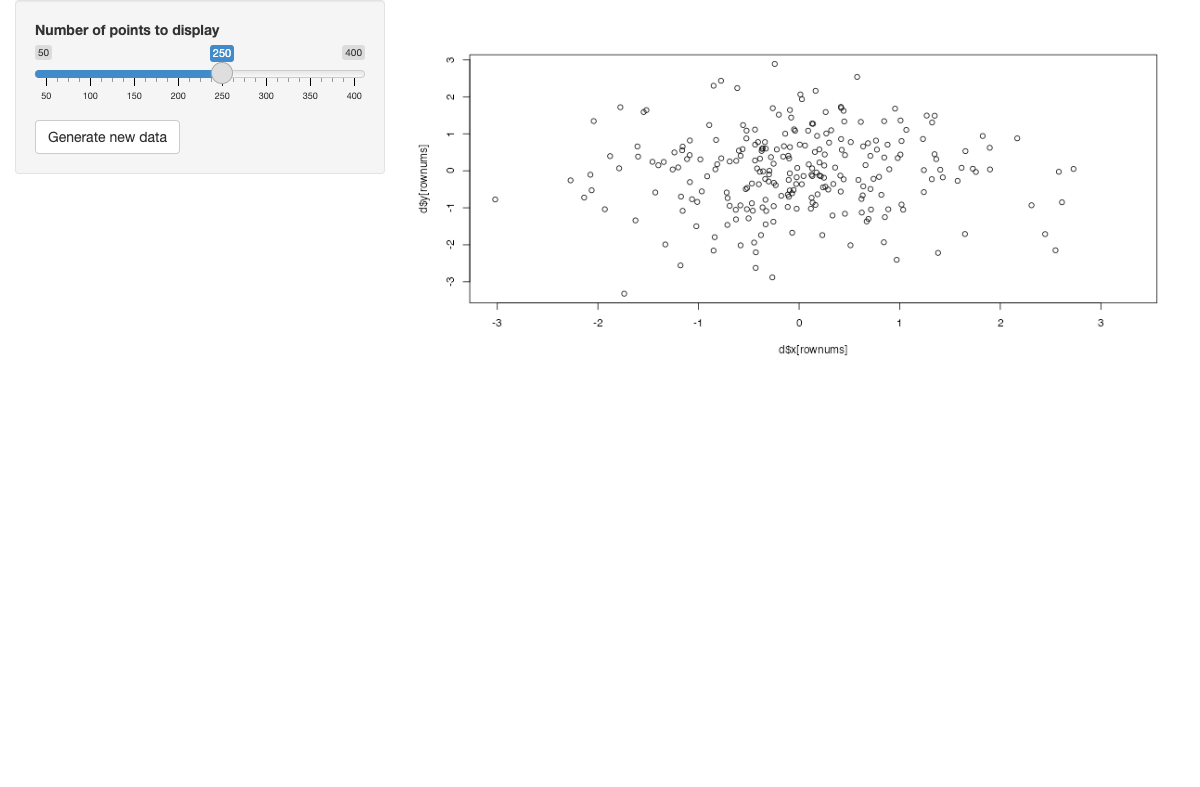 Number of points to display
50 250 400
50 100 150 200 250 300 350 400
Generate new data
d$y[rownums]
3
2
1
0
-1
-2
-3
-3 -2 -1 0 1 2 3
d$x[rownums]